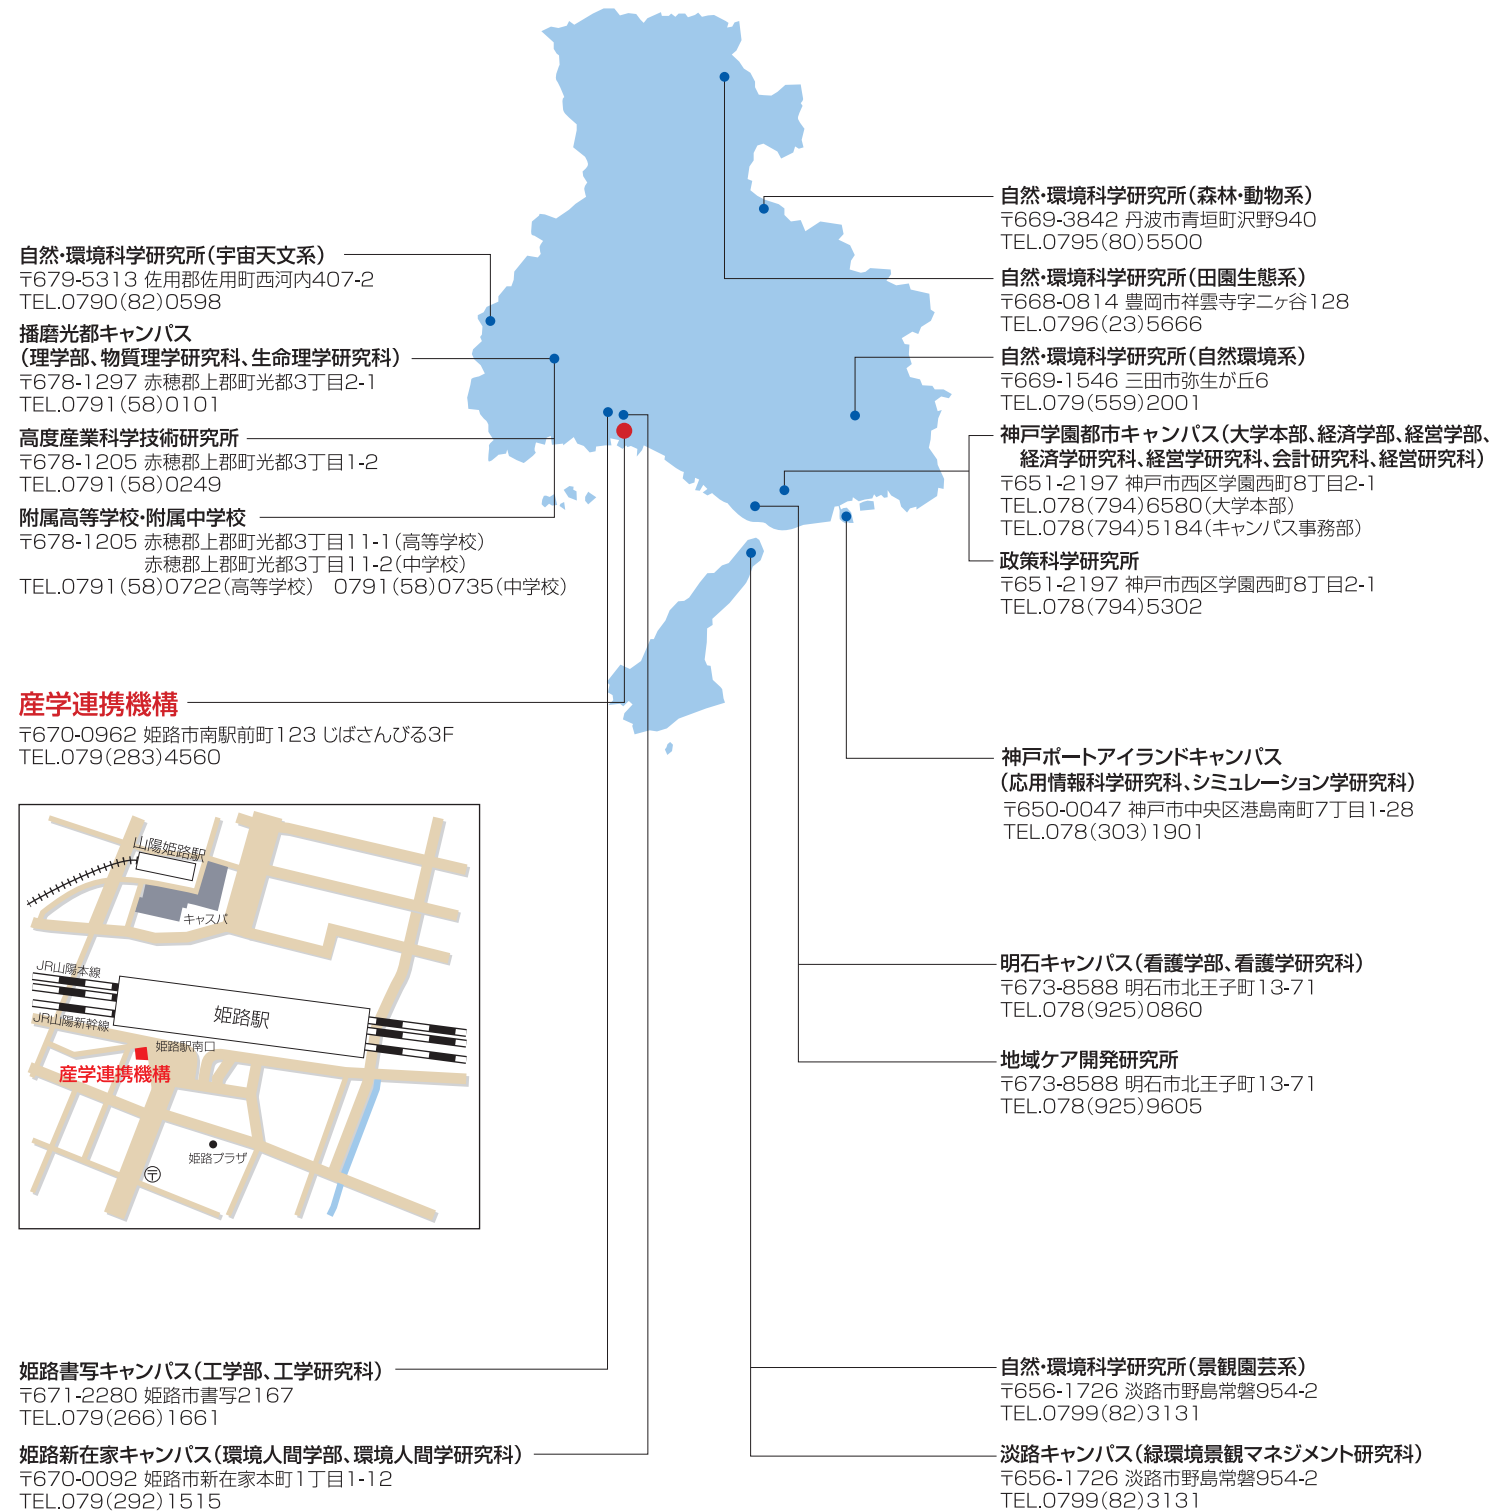 自然・環境科学研究所(宇宙天文系)
〒679-5313 佐用郡佐用町西河内407-2
TEL.0790(82)0598
播磨光都キャンパス
(理学部、物質理学研究科、生命理学研究科)
〒678-1297 赤穂郡上郡町光都3丁目2-1
TEL.0791(58)0101
高度産業科学技術研究所
〒678-1205 赤穂郡上郡町光都3丁目1-2
TEL.0791(58)0249
附属高等学校・附属中学校
〒678-1205 赤穂郡上郡町光都3丁目11-1(高等学校)
赤穂郡上郡町光都3丁目11-2(中学校)
TEL.0791(58)0722(高等学校) 0791(58)0735(中学校)
産学連携機構
〒670-0962 姫路市南駅前町123 じばさんびる3F
TEL.079(283)4560
山陽姫路駅
キャスパ
JR山陽本線
姫路駅
JR山陽新幹線
姫路駅南口
産学連携機構
姫路プラザ
〒
姫路書写キャンパス(工学部、工学研究科)
〒671-2280 姫路市書写2167
TEL.079(266)1661
姫路新在家キャンパス(環境人間学部、環境人間学研究科)
〒670-0092 姫路市新在家本町1丁目1-12
TEL.079(292)1515
自然・環境科学研究所(森林・動物系)
〒669-3842 丹波市青垣町沢野940
TEL.0795(80)5500
自然・環境科学研究所(田園生態系)
〒668-0814 豊岡市祥雲寺字二ヶ谷128
TEL.0796(23)5666
自然・環境科学研究所(自然環境系)
〒669-1546 三田市弥生が丘6
TEL.079(559)2001
神戸学園都市キャンパス(大学本部、経済学部、経営学部、
経済学研究科、経営学研究科、会計研究科、経営研究科)
〒651-2197 神戸市西区学園西町8丁目2-1
TEL.078(794)6580(大学本部)
TEL.078(794)5184(キャンパス事務部)
政策科学研究所
〒651-2197 神戸市西区学園西町8丁目2-1
TEL.078(794)5302
神戸ポートアイランドキャンパス
(応用情報科学研究科、シミュレーション学研究科)
〒650-0047 神戸市中央区港島南町7丁目1-28
TEL.078(303)1901
明石キャンパス(看護学部、看護学研究科)
〒673-8588 明石市北王子町13-71
TEL.078(925)0860
地域ケア開発研究所
〒673-8588 明石市北王子町13-71
TEL.078(925)9605
自然・環境科学研究所(景観園芸系)
〒656-1726 淡路市野島常磐954-2
TEL.0799(82)3131
淡路キャンパス(緑環境景観マネジメント研究科)
〒656-1726 淡路市野島常磐954-2
TEL.0799(82)3131